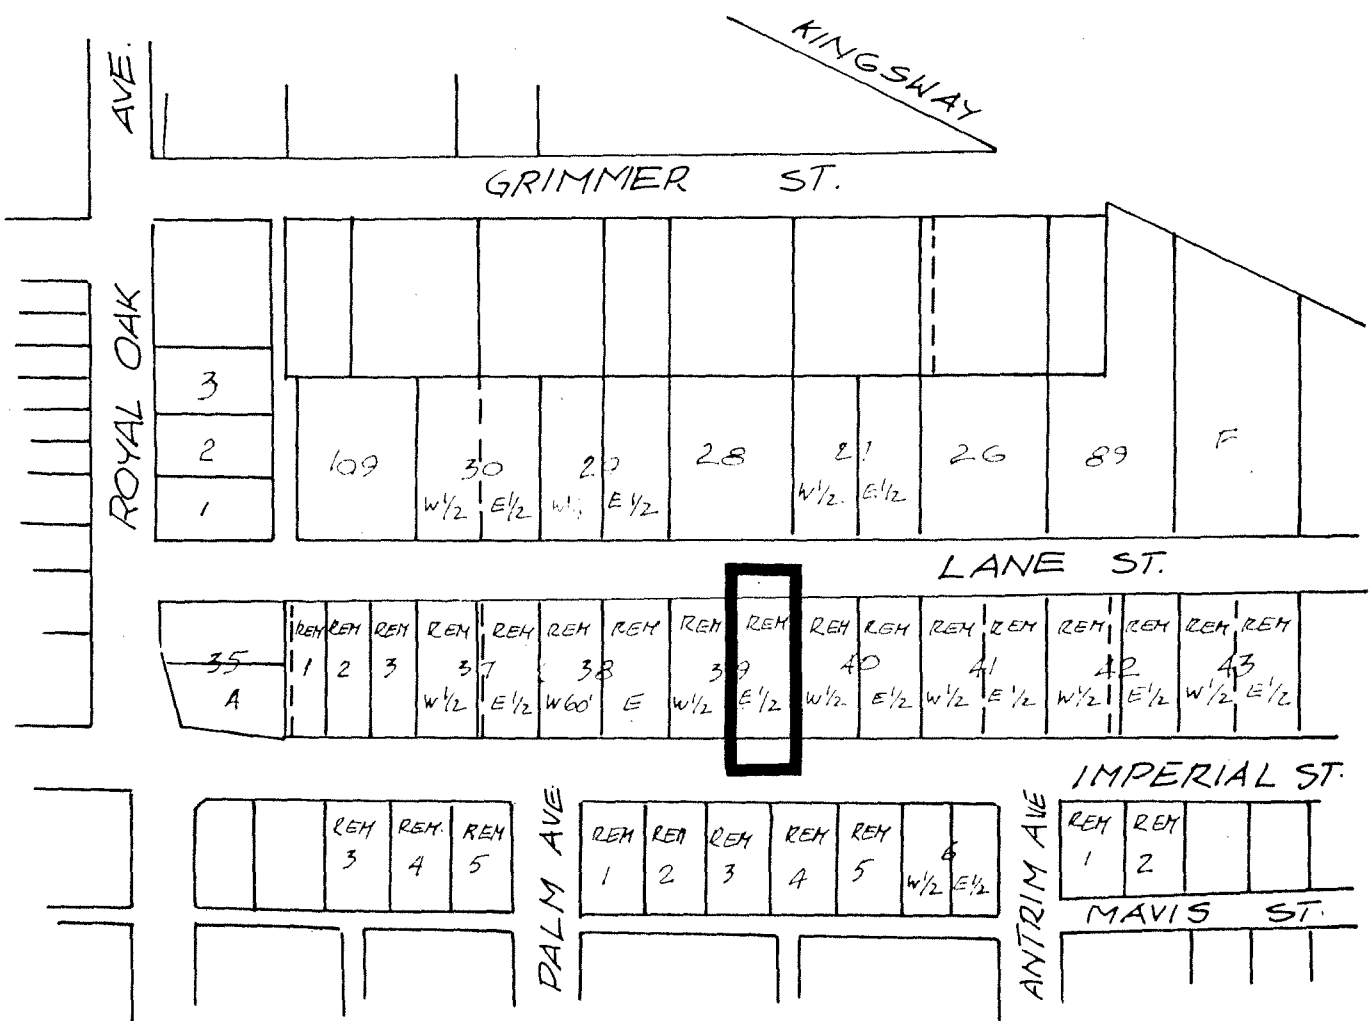 KINGSWAY
AVE.
GRIMMER ST.
ROYAL OAK
3
2
1
109 30 29 28 27 26 89 F
W1/2 E1/2 E1/2 W1/2 E1/2
LANE ST.
REM REM REM REM REM REM REM REM REM REM REM REM REM REM REM REM REM
35 1 2 3 37 38 39 40 41 42 43
A W1/2 E1/2 W60' E W1/2 E1/2 W1/2 E1/2 W1/2 E1/2 W1/2 E1/2 W1/2 E1/2
IMPERIAL ST.
REM REM. REM
3 4 5
PALM AVE
REM REM REM REM REM
1 2 3 4 5 6
W1/2 E1/2
ANTRIM AVE
REM REM
1 2
MAVIS ST.